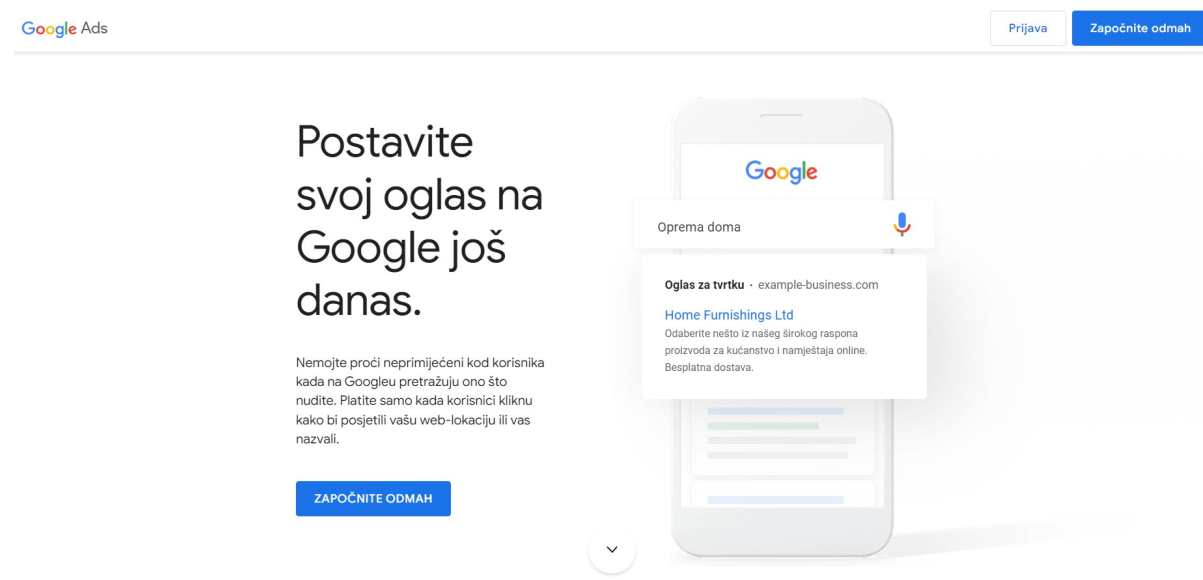 Google Ads
Prijava
Započnite odmah
Postavite
svoj oglas na
Google još
danas.
Nemojte proći neprimijećeni kod korisnika
kada na Googleu pretražuju ono što
nudite. Platite samo kada korisnici kliknu
kako bi posjetili vašu web-lokaciju ili vas
nazvali.
ZAPOČNITE ODMAH
Google
Oprema doma
Oglas za tvrtku · example-business.com
Home Furnishings Ltd
Odaberite nešto iz našeg širokog raspona
proizvoda za kućanstvo i namještaja online.
Besplatna dostava.